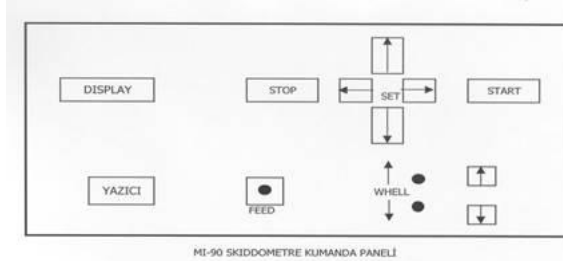 DISPLAY
STOP
SET
START
YAZICI
FEED
WHELL
MI-90 SKIDDOMETRE KUMANDA PANELİ